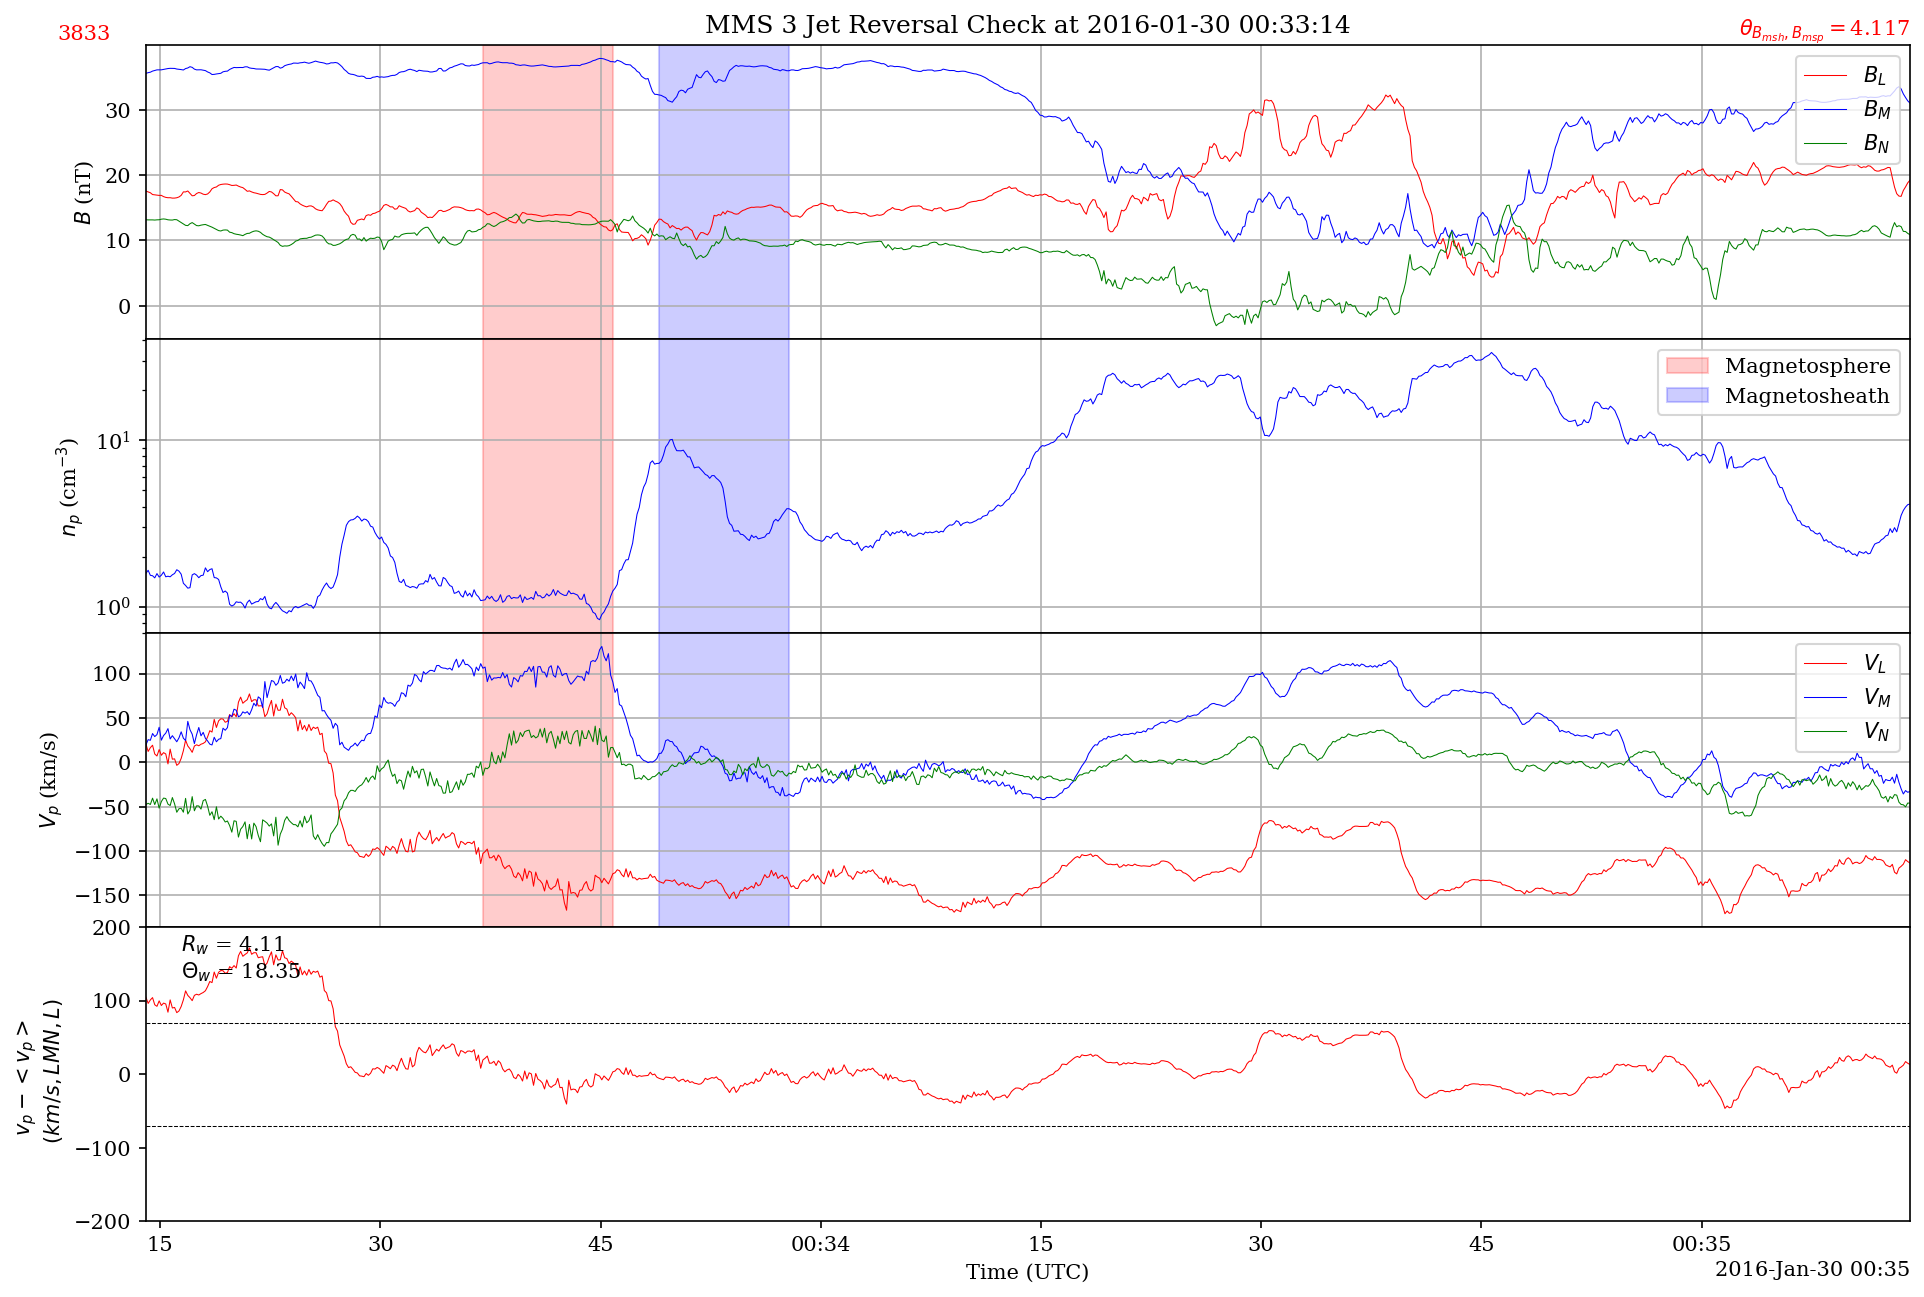 MMS 3 Jet Reversal Check at 2016-01-30 00:33:14
3833
θ_{B_{msh}, B_{msp}} = 4.117
B (nT)
30
20
10
0
B_L
B_M
B_N
n_p (cm^{-3})
10^1
10^0
Magnetosphere
Magnetosheath
V_p (km/s)
100
50
0
−50
−100
−150
V_L
V_M
V_N
v_p − < v_p >
(km/s, LMN, L)
200
100
0
−100
−200
R_w = 4.11
Θ_w = 18.35
15
30
45
00:34
15
30
45
00:35
Time (UTC)
2016-Jan-30 00:35